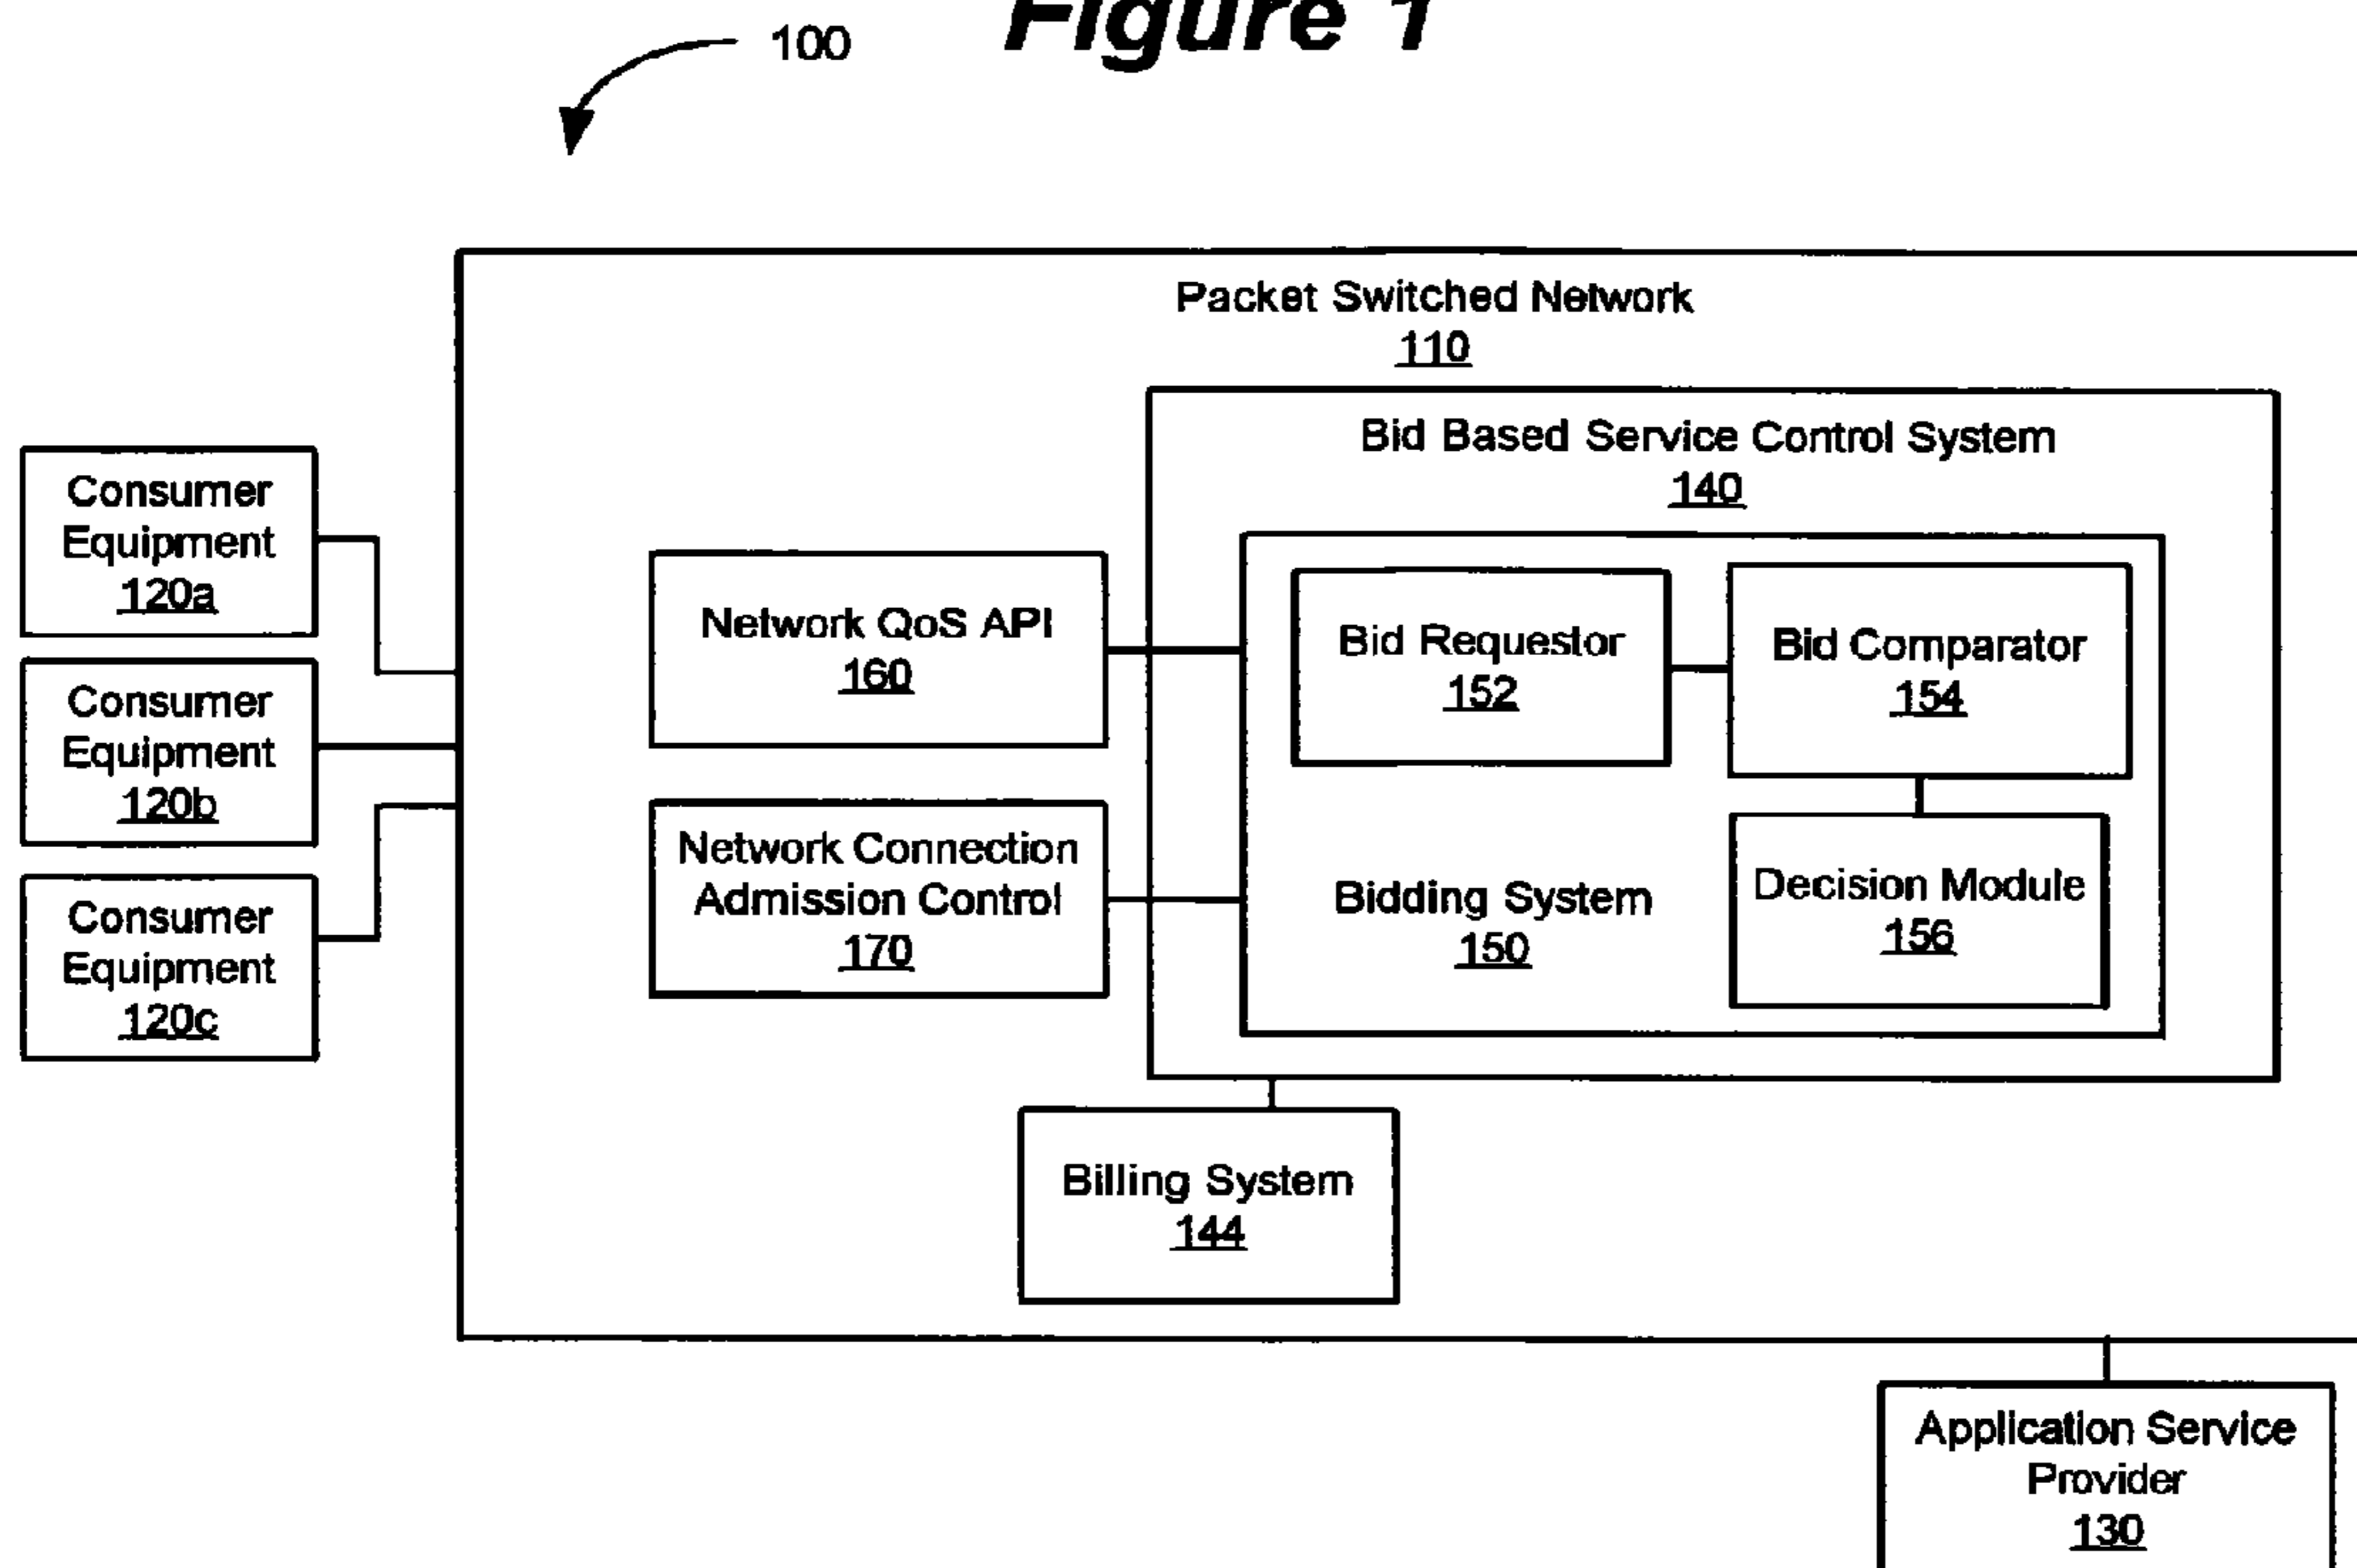 Figure 1
100
Packet Switched Network
110
Bid Based Service Control System
140
Consumer
Equipment
120a
Consumer
Equipment
120b
Consumer
Equipment
120c
Network QoS API
160
Network Connection
Admission Control
170
Bid Requestor
152
Bid Comparator
154
Bidding System
150
Decision Module
156
Billing System
144
Application Service
Provider
130